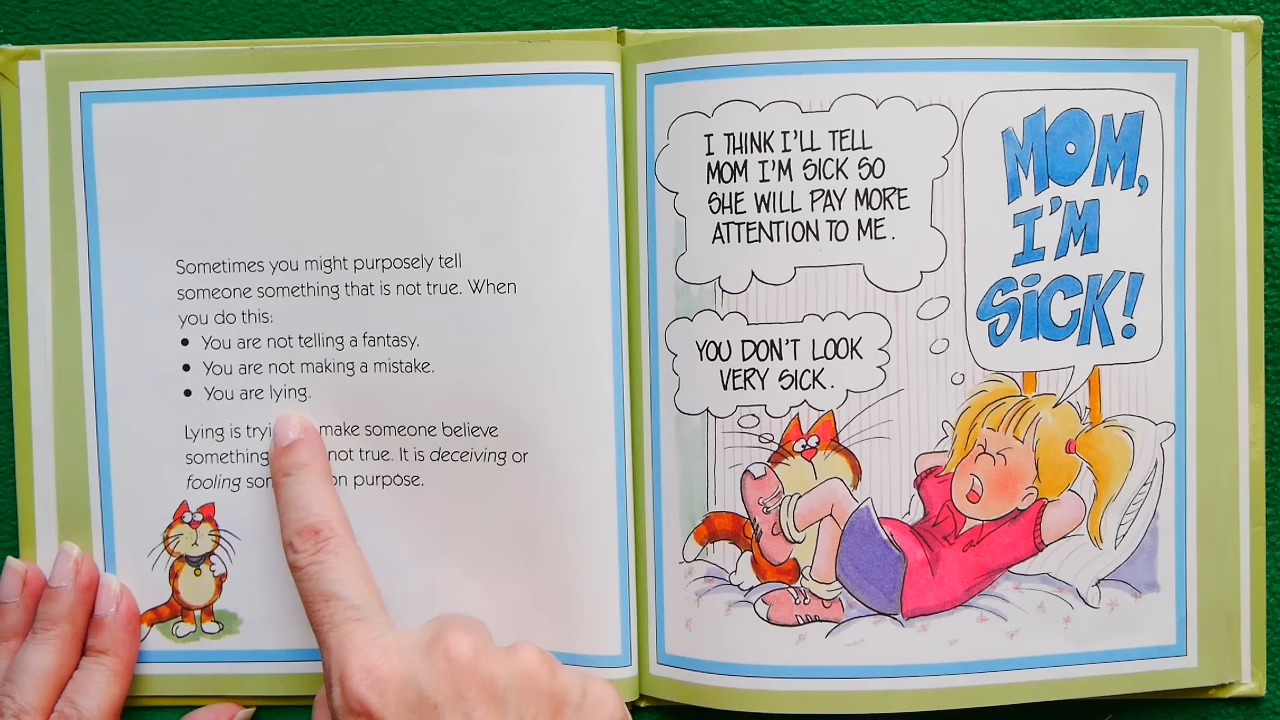 Sometimes you might purposely tell
someone something that is not true. When
you do this:
• You are not telling a fantasy.
• You are not making a mistake.
• You are lying.
Lying is make someone believe
something not true. It is deceiving or
fooling on purpose.
I THINK I'LL TELL
MOM I'M SICK SO
SHE WILL PAY MORE
ATTENTION TO ME.
MOM,
I'M
SiCK!
YOU DON'T LOOK
VERY SICK.